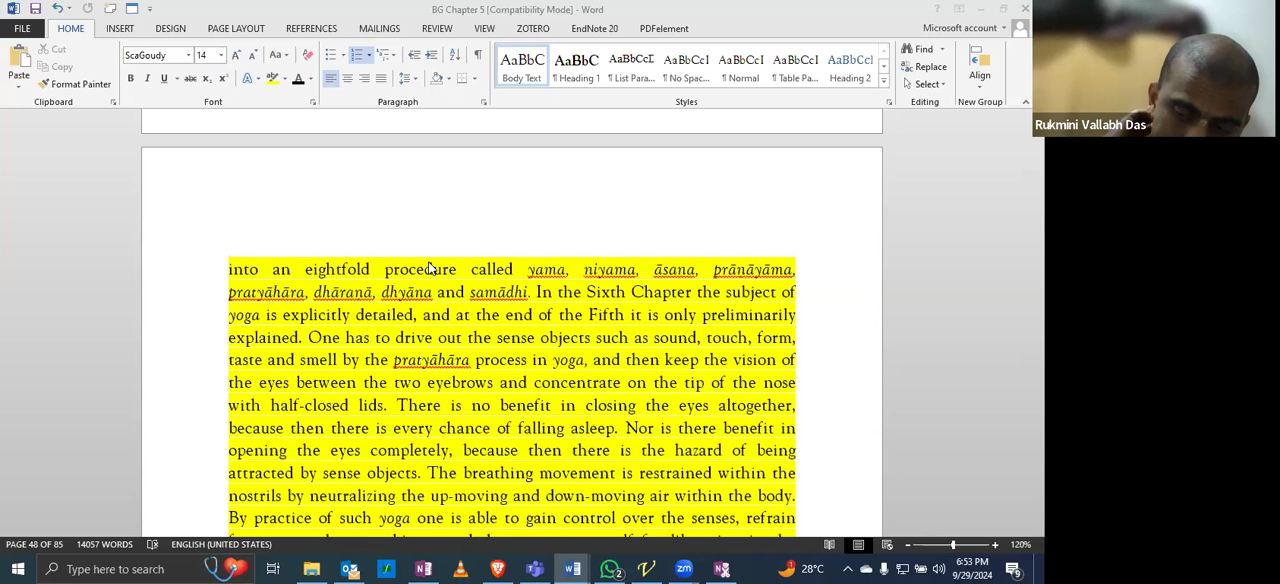 BG Chapter 5 [Compatibility Mode] - Word
FILE HOME INSERT DESIGN PAGE LAYOUT REFERENCES MAILINGS REVIEW VIEW ZOTERO EndNote 20 PDFelement Microsoft account
Paste Cut Copy Format Painter Clipboard
ScaGoudy 14 Font
Paragraph
AaBbC Body Text AaBbC ¶ Heading 1 AaBbCcL ¶ List Para... AaBbCcI ¶ No Spac... AaBbCcI ¶ Normal AaBbCcI ¶ Table Pa... AaBbCcI Heading 2 Styles
Find Replace Select Editing
Align New Group
Rukmini Vallabh Das
into an eightfold procedure called yama, niyama, āsana, prāṇāyāma,
pratyāhāra, dhāraṇā, dhyāna and samādhi. In the Sixth Chapter the subject of
yoga is explicitly detailed, and at the end of the Fifth it is only preliminarily
explained. One has to drive out the sense objects such as sound, touch, form,
taste and smell by the pratyāhāra process in yoga, and then keep the vision of
the eyes between the two eyebrows and concentrate on the tip of the nose
with half-closed lids. There is no benefit in closing the eyes altogether,
because then there is every chance of falling asleep. Nor is there benefit in
opening the eyes completely, because then there is the hazard of being
attracted by sense objects. The breathing movement is restrained within the
nostrils by neutralizing the up-moving and down-moving air within the body.
By practice of such yoga one is able to gain control over the senses, refrain
PAGE 48 OF 85 14057 WORDS ENGLISH (UNITED STATES) 120%
Type here to search 28°C 6:53 PM
9/29/2024